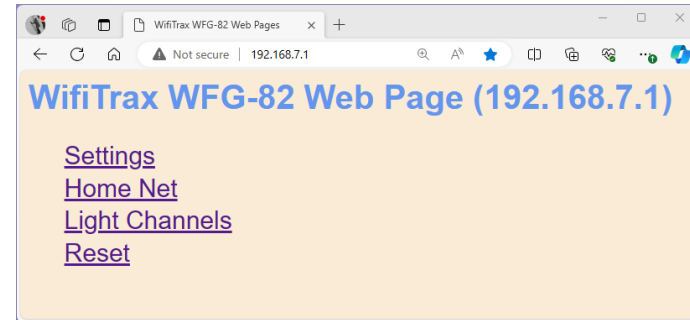 WifiTrax WFG-82 Web Pages
Not secure 192.168.7.1
WifiTrax WFG-82 Web Page (192.168.7.1)
Settings
Home Net
Light Channels
Reset